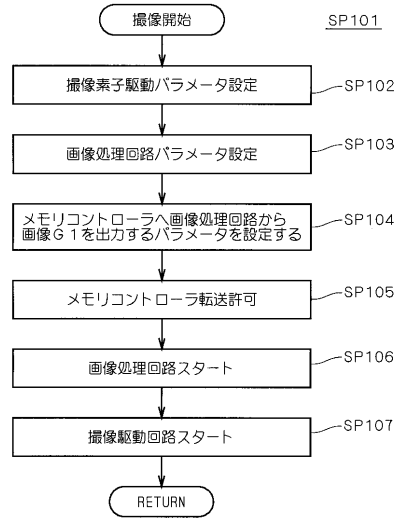 撮像開始
SP101
撮像素子駆動パラメータ設定
SP102
画像処理回路パラメータ設定
SP103
メモリコントローラへ画像処理回路から
画像G1を出力するパラメータを設定する
SP104
メモリコントローラ転送許可
SP105
画像処理回路スタート
SP106
撮像駆動回路スタート
SP107
RETURN